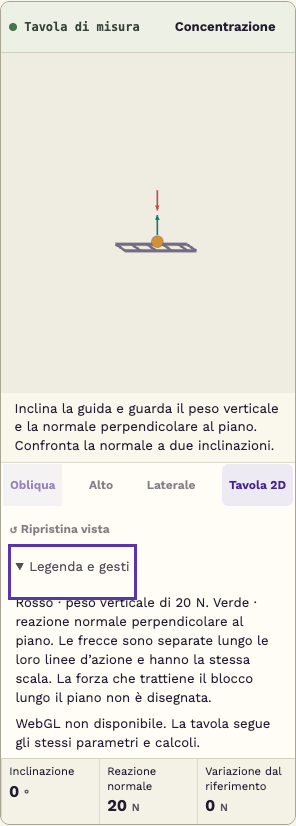 Tavola di misura
Concentrazione
Inclina la guida e guarda il peso verticale
e la normale perpendicolare al piano.
Confronta la normale a due inclinazioni.
Obliqua
Alto
Laterale
Tavola 2D
↺ Ripristina vista
▼ Legenda e gesti
Rosso · peso verticale di 20 N. Verde ·
reazione normale perpendicolare al
piano. Le frecce sono separate lungo le
loro linee d’azione e hanno la stessa
scala. La forza che trattiene il blocco
lungo il piano non è disegnata.
WebGL non disponibile. La tavola segue
gli stessi parametri e calcoli.
Inclinazione
0 °
Reazione
normale
20 N
Variazione dal
riferimento
0 N